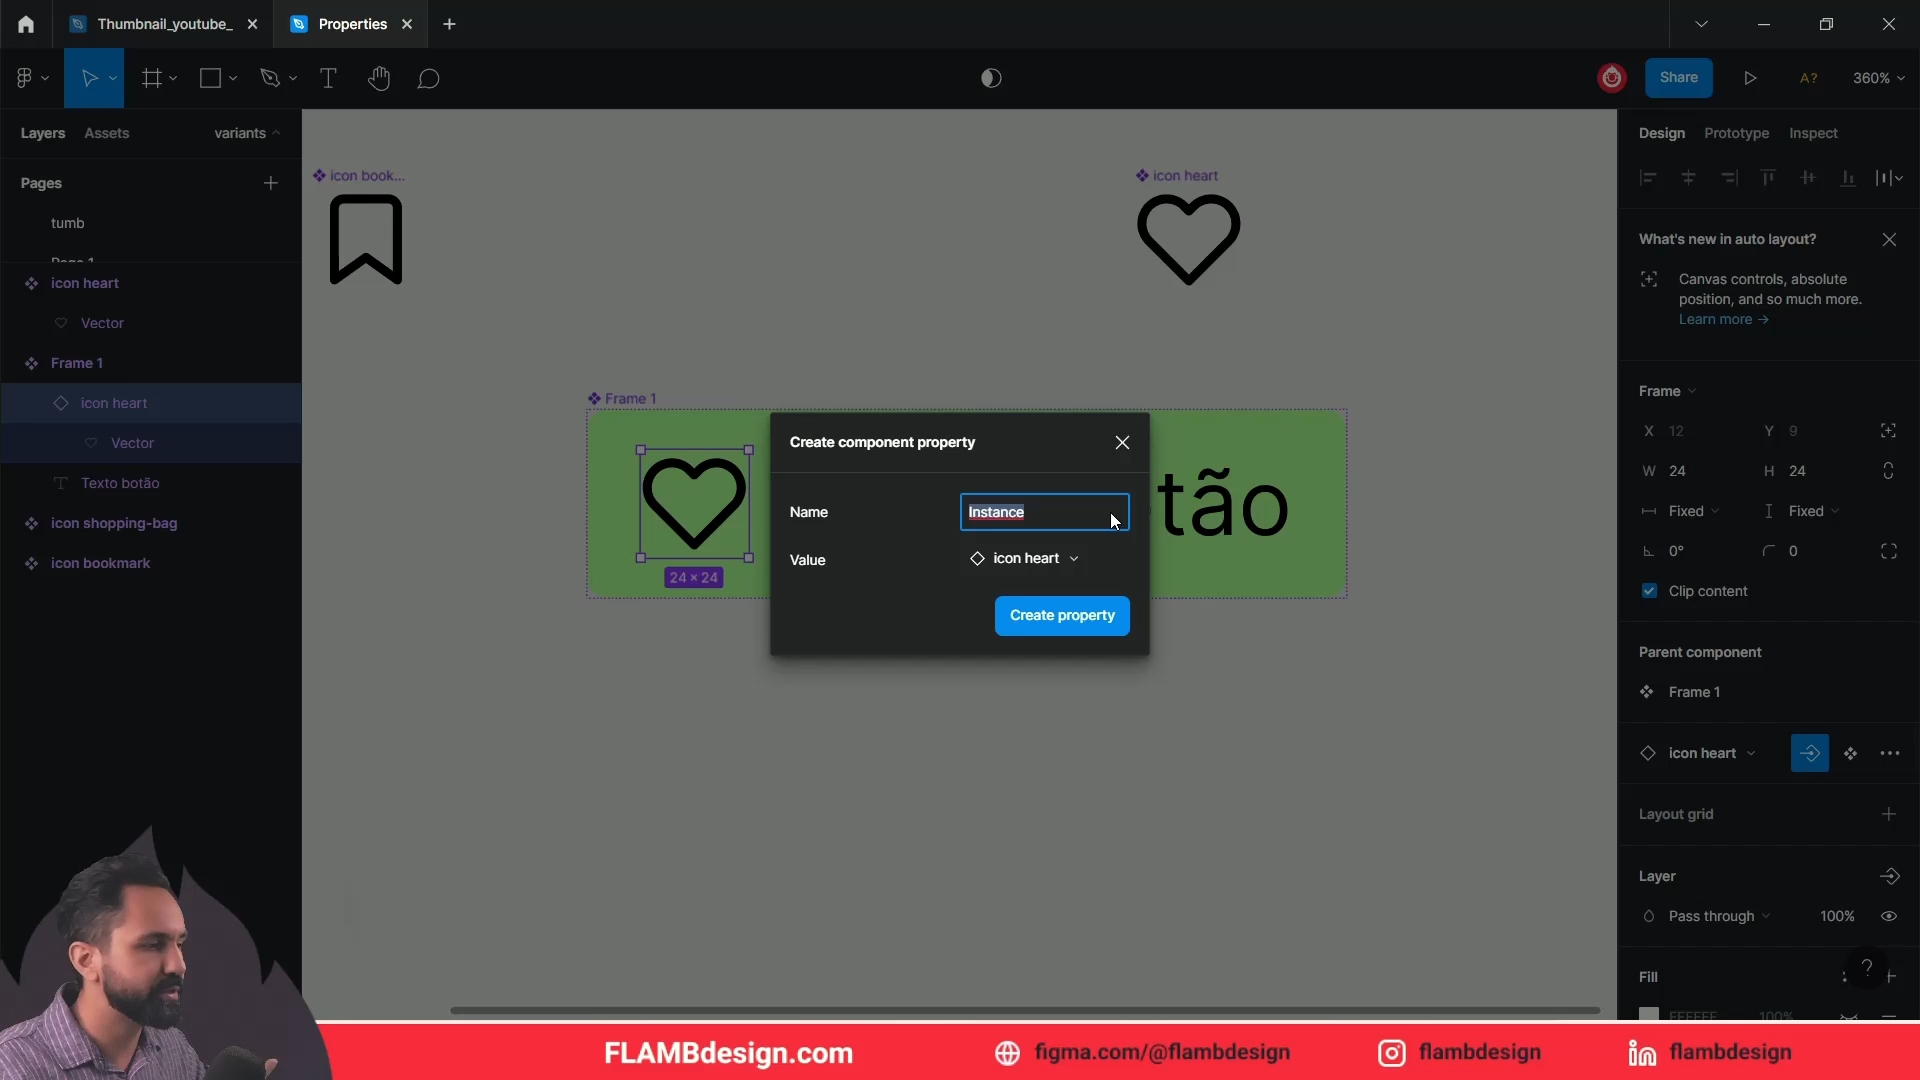 Thumbnail_youtube_
Properties
Share
A?
360%
Layers
Assets
variants
Pages
tumb
Page 1
icon heart
Vector
Frame 1
icon heart
Vector
Texto botão
icon shopping-bag
icon bookmark
icon book...
icon heart
Frame 1
24 × 24
tão
Create component property
Name
Instance
Value
icon heart
Create property
Design
Prototype
Inspect
What's new in auto layout?
Canvas controls, absolute
position, and so much more.
Learn more →
Frame
X 12
Y 9
W 24
H 24
Fixed
Fixed
0°
0
Clip content
Parent component
Frame 1
icon heart
Layout grid
Layer
Pass through
100%
?
Fill
FFFFFF
100%
FLAMBdesign.com
figma.com/@flambdesign
flambdesign
flambdesign